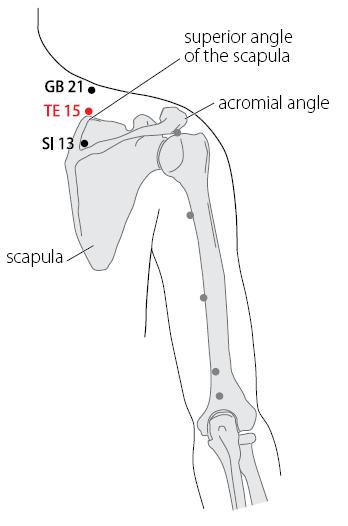 superior angle
of the scapula
GB 21
acromial angle
TE 15
SI 13
scapula